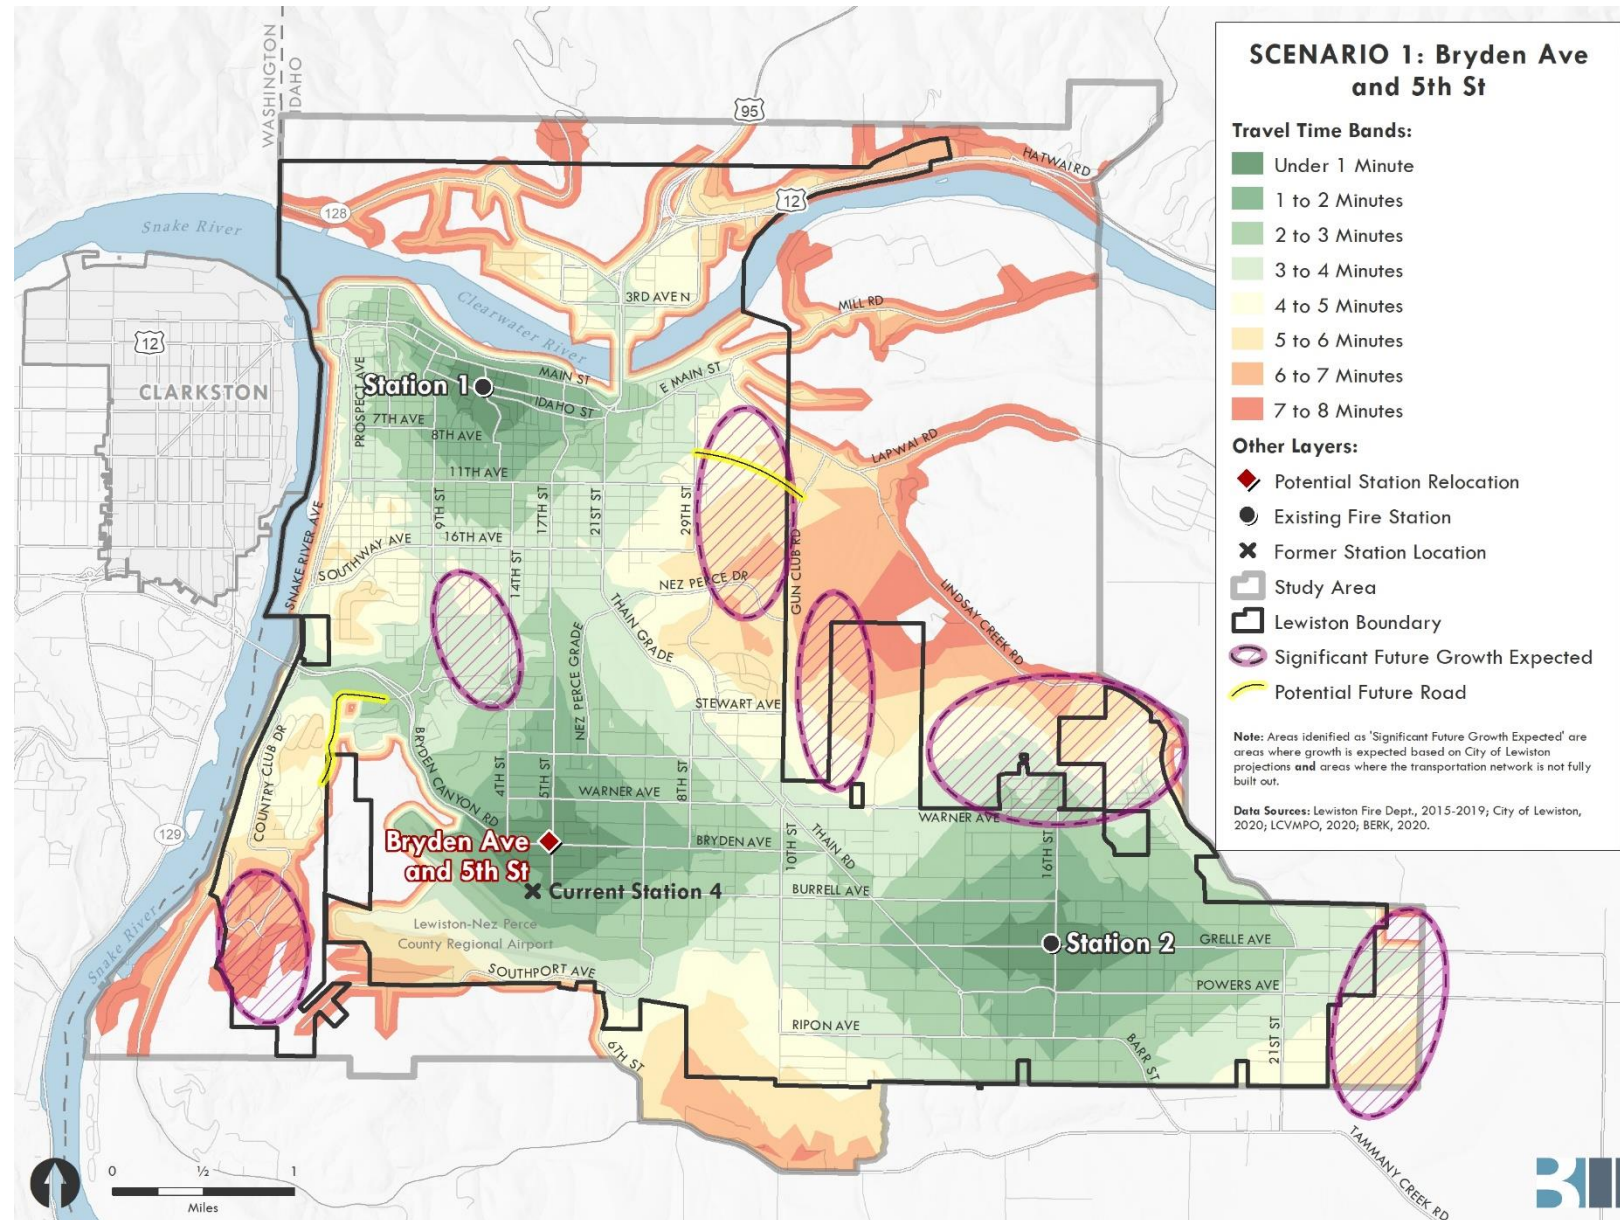 SCENARIO 1: Bryden Ave
and 5th St
Travel Time Bands:
Under 1 Minute
1 to 2 Minutes
2 to 3 Minutes
3 to 4 Minutes
4 to 5 Minutes
5 to 6 Minutes
6 to 7 Minutes
7 to 8 Minutes
Other Layers:
Potential Station Relocation
Existing Fire Station
Former Station Location
Study Area
Lewiston Boundary
Significant Future Growth Expected
Potential Future Road
Note: Areas idenified as 'Significant Future Growth Expected' are
areas where growth is expected based on City of Lewiston
projections and areas where the transportation network is not fully
built out.
Data Sources: Lewiston Fire Dept., 2015-2019; City of Lewiston,
2020; LCVMPO, 2020; BERK, 2020.
WASHINGTON
IDAHO
95
HATWAI RD
12
128
Snake River
Clearwater River
3RD AVE N
MILL RD
12
CLARKSTON
PROSPECT AVE
Station 1
MAIN ST
IDAHO ST
E MAIN ST
7TH AVE
8TH AVE
11TH AVE
LAPWAI RD
9TH ST
14TH ST
17TH ST
21ST ST
29TH ST
16TH AVE
SOUTHWAY AVE
SNAKE RIVER AVE
NEZ PERCE DR
GUN CLUB RD
LINDSAY CREEK RD
THAIN GRADE
NEZ PERCE GRADE
STEWART AVE
COUNTRY CLUB DR
BRYDEN CANYON RD
4TH ST
5TH ST
8TH ST
WARNER AVE
WARNER AVE
129
Bryden Ave
and 5th St
BRYDEN AVE
10TH ST
THAIN RD
16TH ST
Current Station 4
BURRELL AVE
Lewiston-Nez Perce
County Regional Airport
Station 2
GRELLE AVE
SOUTHPORT AVE
POWERS AVE
Snake River
RIPON AVE
6TH ST
BARR ST
21ST ST
TAMMANY CREEK RD
0
½
1
Miles
B